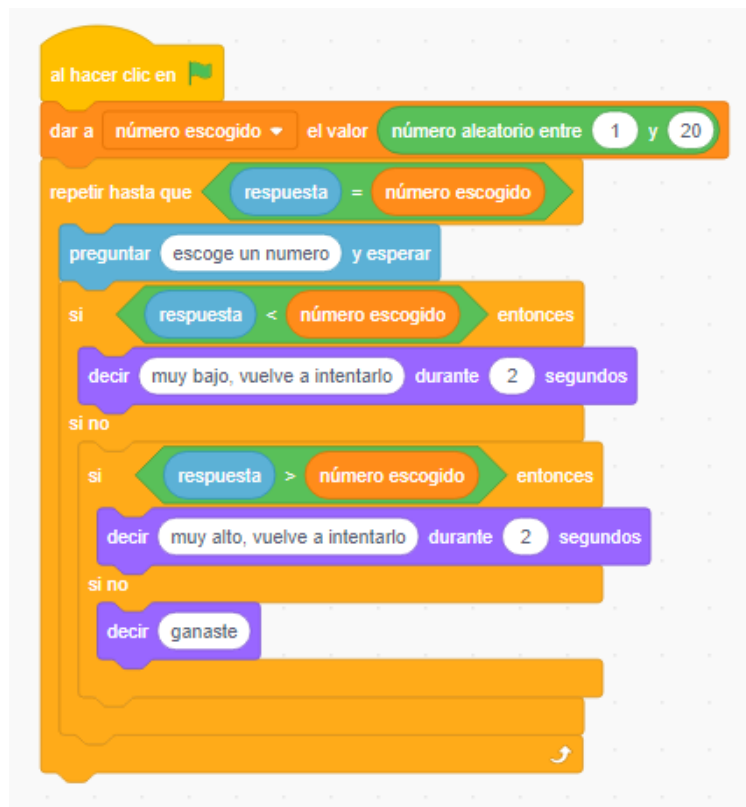 al hacer clic en
dar a número escogido el valor número aleatorio entre 1 y 20
repetir hasta que respuesta = número escogido
preguntar escoge un numero y esperar
si respuesta < número escogido entonces
decir muy bajo, vuelve a intentarlo durante 2 segundos
si no
si respuesta > número escogido entonces
decir muy alto, vuelve a intentarlo durante 2 segundos
si no
decir ganaste